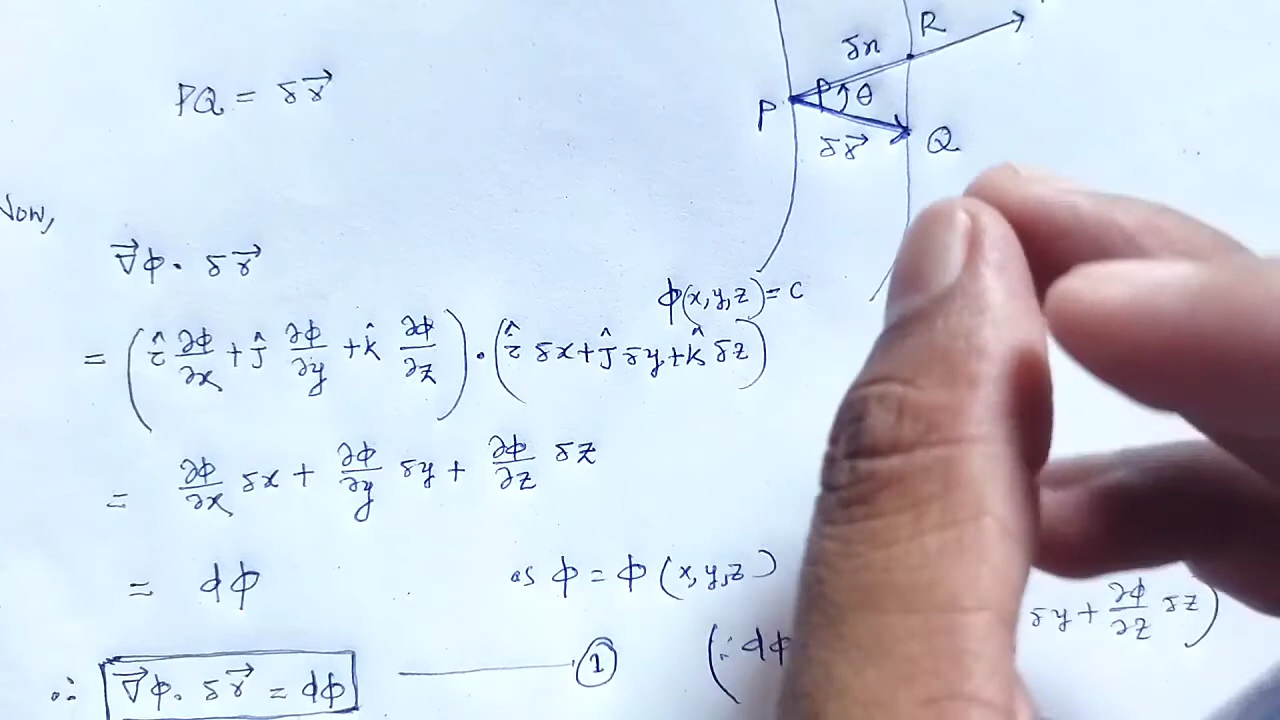 R
δn
PQ = δr⃗
P
θ
δr⃗
Q
Now,
∇⃗φ · δr⃗
φ(x,y,z) = c
= (î ∂φ/∂x + ĵ ∂φ/∂y + k̂ ∂φ/∂z) · (î δx + ĵ δy + k̂ δz)
= ∂φ/∂x δx + ∂φ/∂y δy + ∂φ/∂z δz
= dφ as φ = φ(x,y,z)
(∵ dφ δy + ∂φ/∂z δz)
∴ ∇⃗φ · δr⃗ = dφ ——— 1